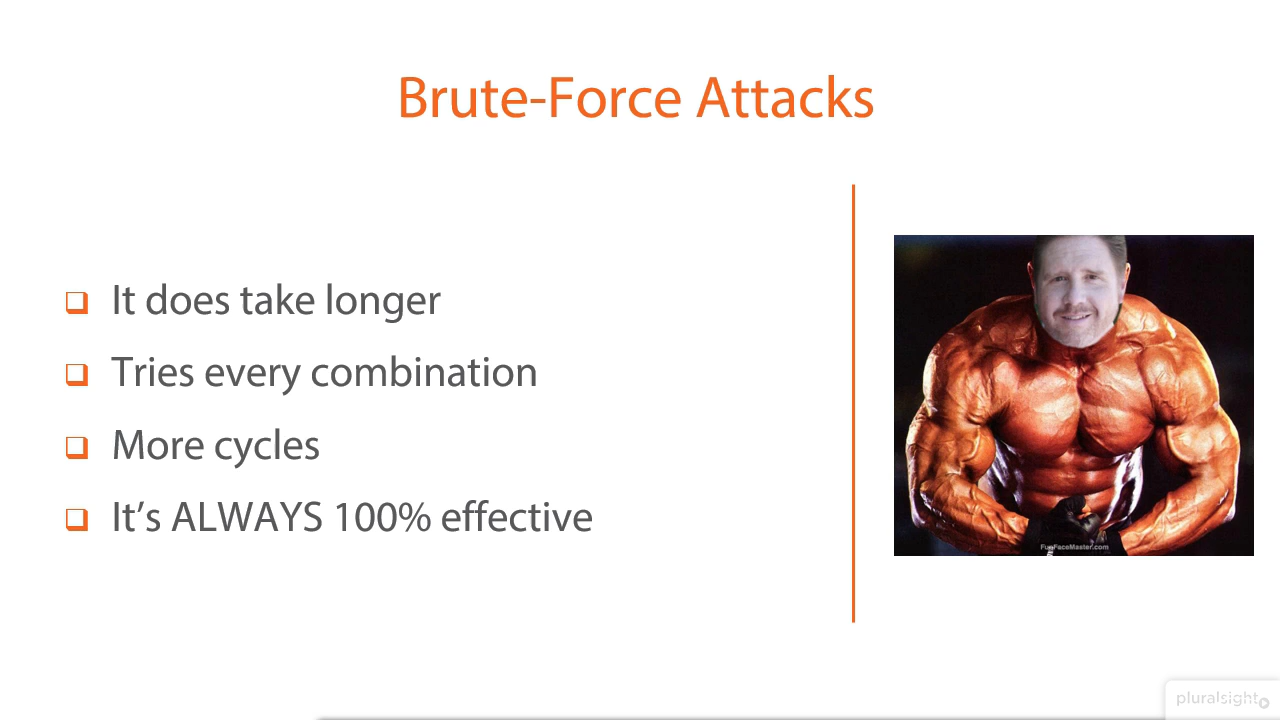 Brute-Force Attacks
It does take longer
Tries every combination
More cycles
It's ALWAYS 100% effective
FunFaceMaster.com
pluralsight